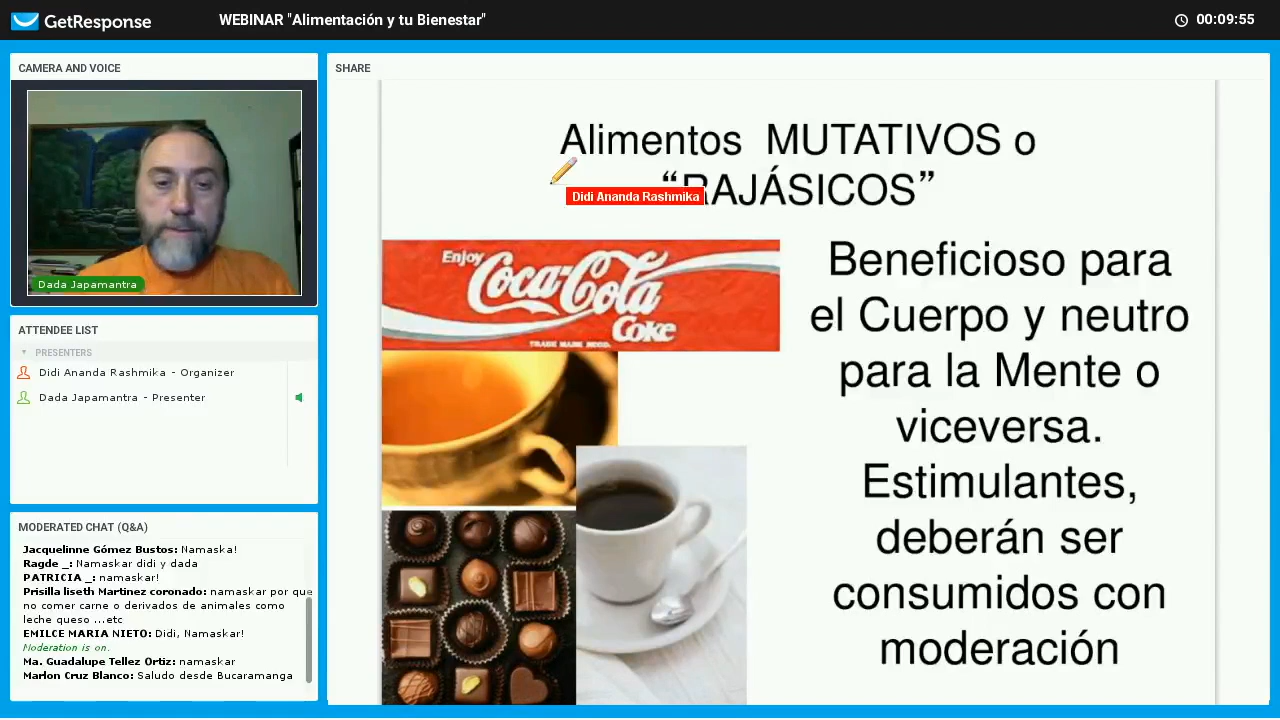 GetResponse
WEBINAR "Alimentación y tu Bienestar"
00:09:55
CAMERA AND VOICE
Dada Japamantra
ATTENDEE LIST
PRESENTERS
Didi Ananda Rashmika - Organizer
Dada Japamantra - Presenter
MODERATED CHAT (Q&A)
Jacquelinne Gómez Bustos: Namaska!
Ragde _: Namaskar didi y dada
PATRICIA _: namaskar!
Prisilla liseth Martinez coronado: namaskar por que
no comer carne o derivados de animales como
leche queso ...etc
EMILCE MARIA NIETO: Didi, Namaskar!
Moderation is on.
Ma. Guadalupe Tellez Ortiz: namaskar
Marlon Cruz Blanco: Saludo desde Bucaramanga
SHARE
Alimentos MUTATIVOS o
“RAJÁSICOS”
Didi Ananda Rashmika
Enjoy
Coca-Cola
Coke
TRADE MARK REGD.
Beneficioso para
el Cuerpo y neutro
para la Mente o
viceversa.
Estimulantes,
deberán ser
consumidos con
moderación